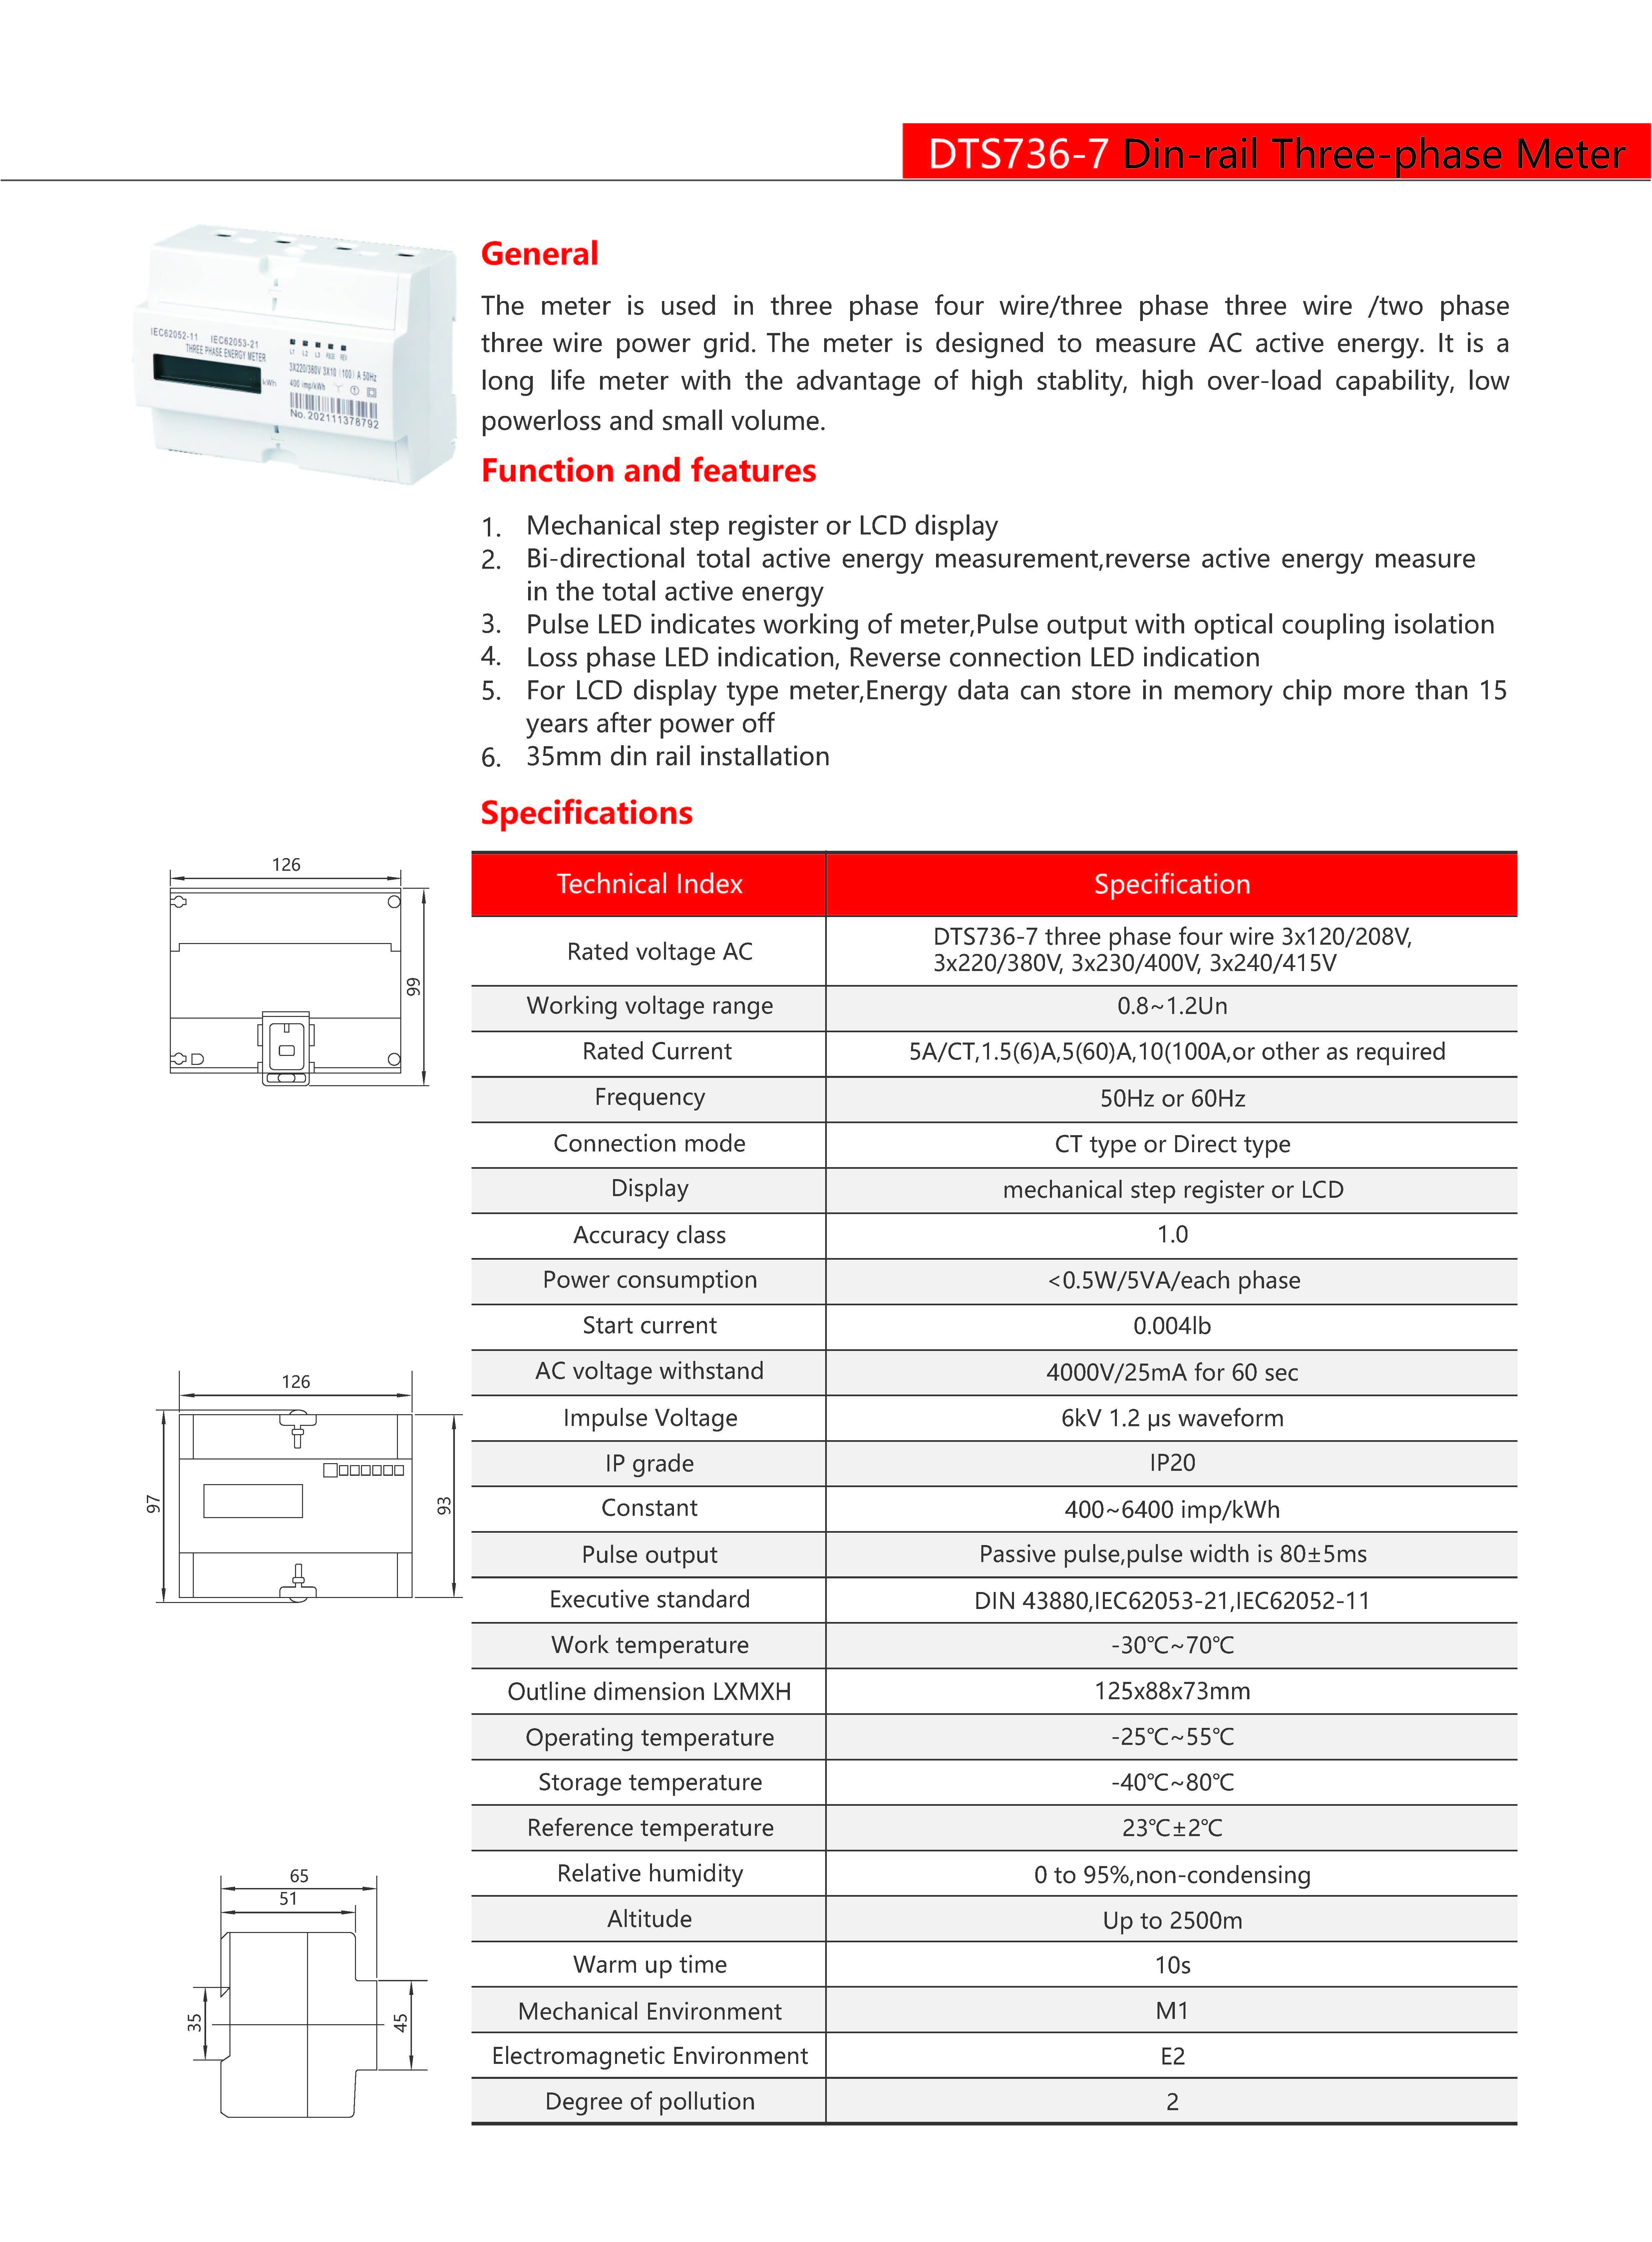 DTS736-7 Din-rail Three-phase Meter
General
The meter is used in three phase four wire/three phase three wire /two phase
three wire power grid. The meter is designed to measure AC active energy. It is a
long life meter with the advantage of high stablity, high over-load capability, low
powerloss and small volume.
IEC62052-11 IEC62053-21
THREE PHASE ENERGY METER
L1 L2 L3 PULSE REV
3X220/380V 3X10(100)A 50Hz
kWh
400 imp/kWh
No.202111378792
Function and features
1. Mechanical step register or LCD display
2. Bi-directional total active energy measurement,reverse active energy measure
in the total active energy
3. Pulse LED indicates working of meter,Pulse output with optical coupling isolation
4. Loss phase LED indication, Reverse connection LED indication
5. For LCD display type meter,Energy data can store in memory chip more than 15
years after power off
6. 35mm din rail installation
Specifications
Technical Index Specification
Rated voltage AC DTS736-7 three phase four wire 3x120/208V,
3x220/380V, 3x230/400V, 3x240/415V
Working voltage range 0.8~1.2Un
Rated Current 5A/CT,1.5(6)A,5(60)A,10(100A,or other as required
Frequency 50Hz or 60Hz
Connection mode CT type or Direct type
Display mechanical step register or LCD
Accuracy class 1.0
Power consumption <0.5W/5VA/each phase
Start current 0.004lb
AC voltage withstand 4000V/25mA for 60 sec
Impulse Voltage 6kV 1.2 μs waveform
IP grade IP20
Constant 400~6400 imp/kWh
Pulse output Passive pulse,pulse width is 80±5ms
Executive standard DIN 43880,IEC62053-21,IEC62052-11
Work temperature -30℃~70℃
Outline dimension LXMXH 125x88x73mm
Operating temperature -25℃~55℃
Storage temperature -40℃~80℃
Reference temperature 23℃±2℃
Relative humidity 0 to 95%,non-condensing
Altitude Up to 2500m
Warm up time 10s
Mechanical Environment M1
Electromagnetic Environment E2
Degree of pollution 2
126
99
126
97
93
65
51
35
45